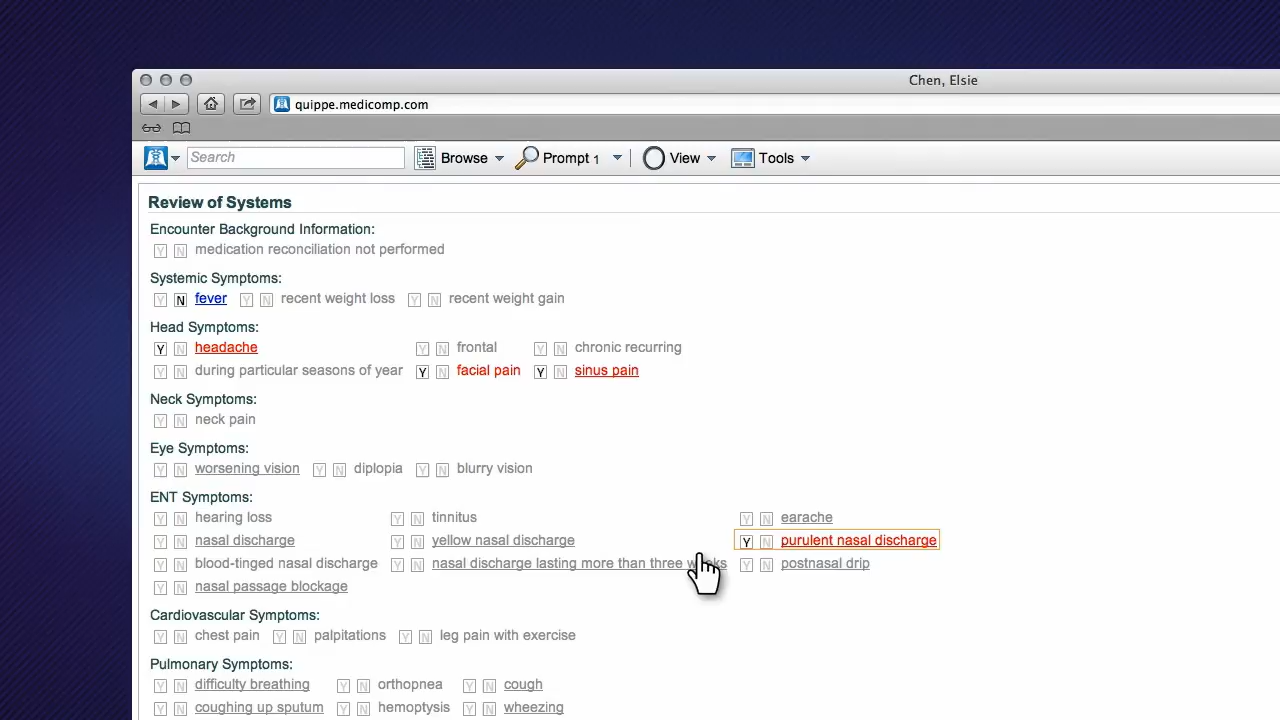 Chen, Elsie
quippe.medicomp.com
Search Browse Prompt 1 View Tools
Review of Systems
Encounter Background Information:
Y N medication reconciliation not performed
Systemic Symptoms:
Y N fever Y N recent weight loss Y N recent weight gain
Head Symptoms:
Y N headache Y N frontal Y N chronic recurring
Y N during particular seasons of year Y N facial pain Y N sinus pain
Neck Symptoms:
Y N neck pain
Eye Symptoms:
Y N worsening vision Y N diplopia Y N blurry vision
ENT Symptoms:
Y N hearing loss Y N tinnitus Y N earache
Y N nasal discharge Y N yellow nasal discharge Y N purulent nasal discharge
Y N blood-tinged nasal discharge Y N nasal discharge lasting more than three weeks Y N postnasal drip
Y N nasal passage blockage
Cardiovascular Symptoms:
Y N chest pain Y N palpitations Y N leg pain with exercise
Pulmonary Symptoms:
Y N difficulty breathing Y N orthopnea Y N cough
Y N coughing up sputum Y N hemoptysis Y N wheezing